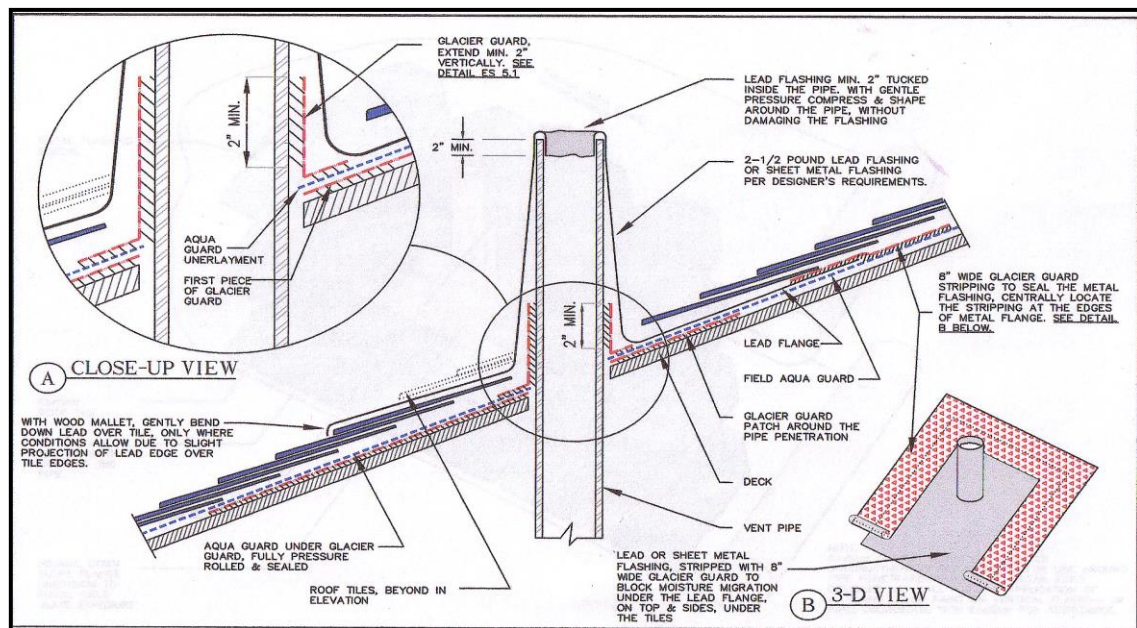 GLACIER GUARD,
EXTEND MIN. 2"
VERTICALLY. SEE
DETAIL ES 5.1
2" MIN.
AQUA
GUARD
UNERLAYMENT
FIRST PIECE
OF GLACIER
GUARD
A CLOSE-UP VIEW
2" MIN.
LEAD FLASHING MIN. 2" TUCKED
INSIDE THE PIPE. WITH GENTLE
PRESSURE COMPRESS & SHAPE
AROUND THE PIPE, WITHOUT
DAMAGING THE FLASHING
2-1/2 POUND LEAD FLASHING
OR SHEET METAL FLASHING
PER DESIGNER'S REQUIREMENTS.
2" MIN.
8" WIDE GLACIER GUARD
STRIPPING TO SEAL THE METAL
FLASHING, CENTRALLY LOCATE
THE STRIPPING AT THE EDGES
OF METAL FLANGE. SEE DETAIL
B BELOW.
LEAD FLANGE
FIELD AQUA GUARD
GLACIER GUARD
PATCH AROUND THE
PIPE PENETRATION
DECK
VENT PIPE
WITH WOOD MALLET, GENTLY BEND
DOWN LEAD OVER TILE, ONLY WHERE
CONDITIONS ALLOW DUE TO SLIGHT
PROJECTION OF LEAD EDGE OVER
TILE EDGES.
AQUA GUARD UNDER GLACIER
GUARD, FULLY PRESSURE
ROLLED & SEALED
ROOF TILES, BEYOND IN
ELEVATION
LEAD OR SHEET METAL
FLASHING, STRIPPED WITH 8"
WIDE GLACIER GUARD TO
BLOCK MOISTURE MIGRATION
UNDER THE LEAD FLANGE,
ON TOP & SIDES, UNDER
THE TILES
B 3-D VIEW